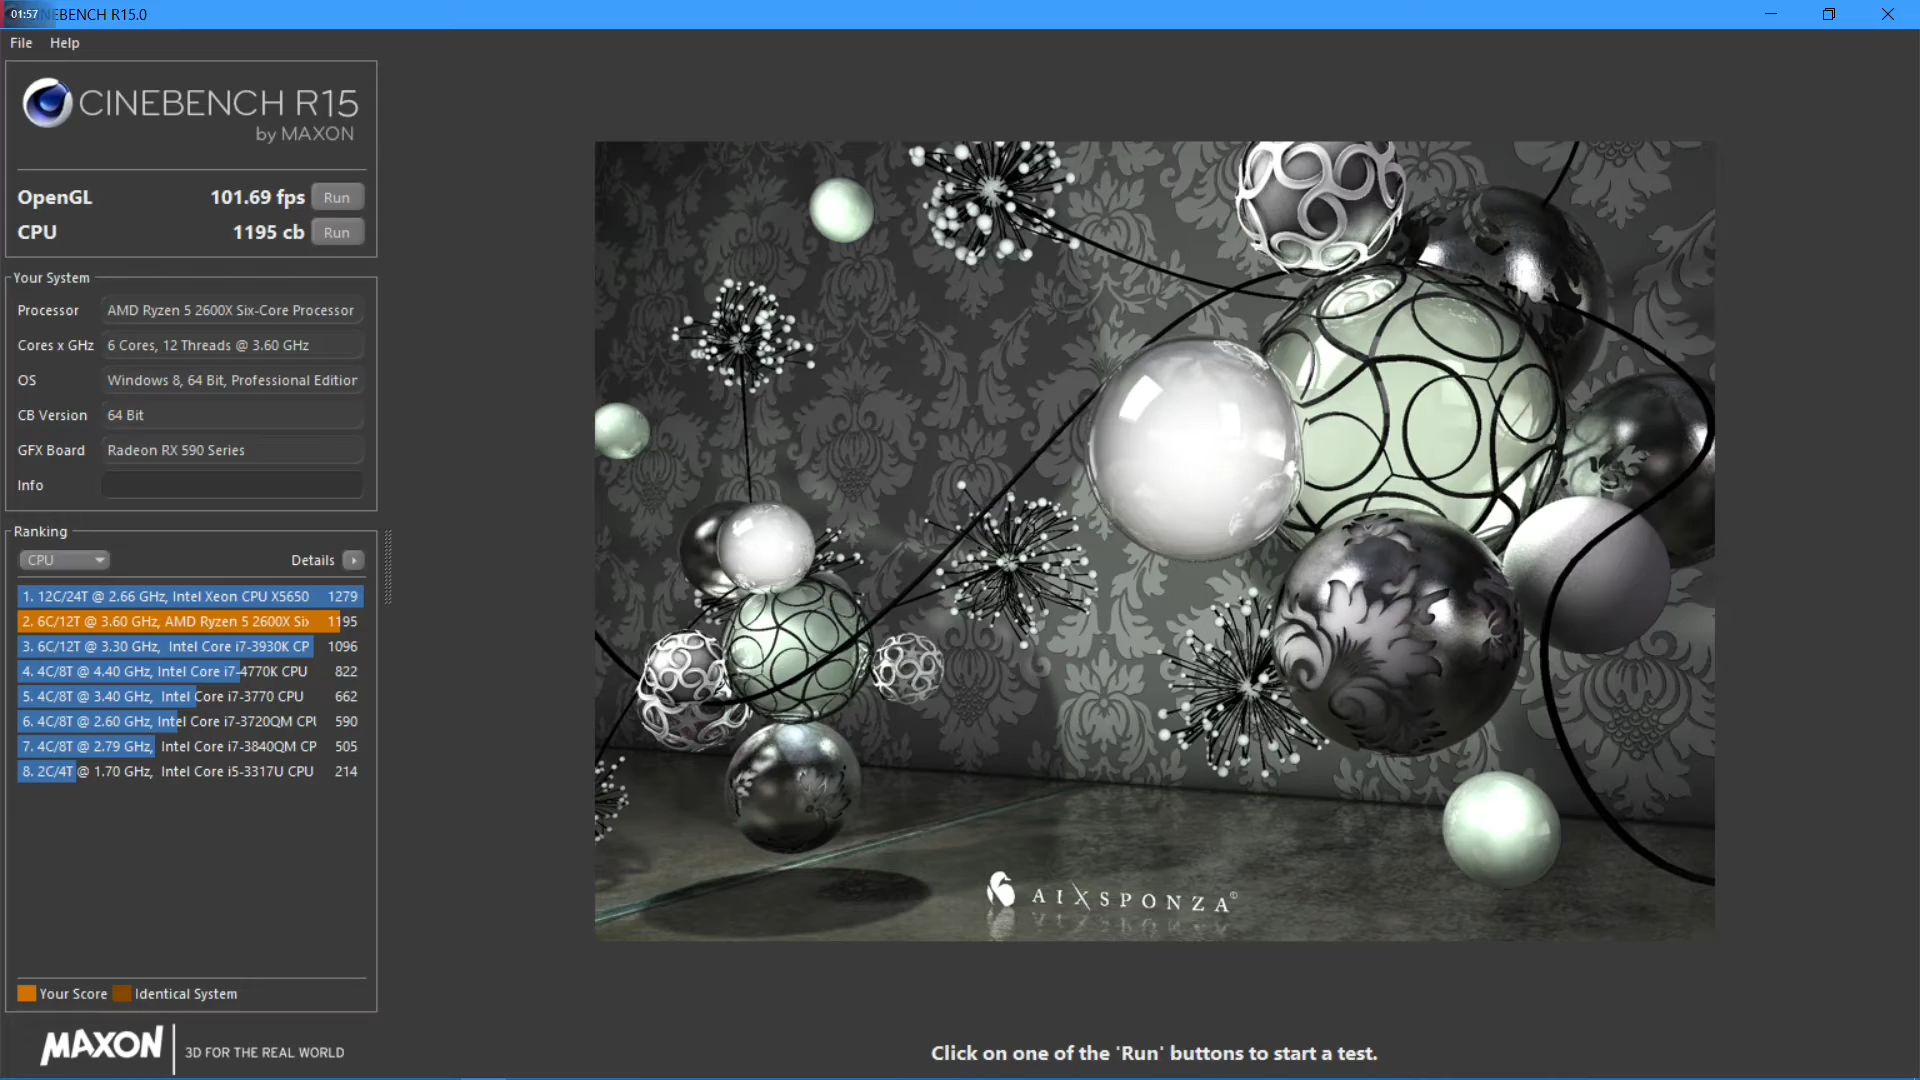 01:57
EBENCH R15.0
File Help
CINEBENCH R15
by MAXON
OpenGL 101.69 fps Run
CPU 1195 cb Run
Your System
Processor AMD Ryzen 5 2600X Six-Core Processor
Cores x GHz 6 Cores, 12 Threads @ 3.60 GHz
OS Windows 8, 64 Bit, Professional Edition
CB Version 64 Bit
GFX Board Radeon RX 590 Series
Info
Ranking
CPU Details
1. 12C/24T @ 2.66 GHz, Intel Xeon CPU X5650 1279
2. 6C/12T @ 3.60 GHz, AMD Ryzen 5 2600X Six 1195
3. 6C/12T @ 3.30 GHz, Intel Core i7-3930K CP 1096
4. 4C/8T @ 4.40 GHz, Intel Core i7-4770K CPU 822
5. 4C/8T @ 3.40 GHz, Intel Core i7-3770 CPU 662
6. 4C/8T @ 2.60 GHz, Intel Core i7-3720QM CPU 590
7. 4C/8T @ 2.79 GHz, Intel Core i7-3840QM CP 505
8. 2C/4T @ 1.70 GHz, Intel Core i5-3317U CPU 214
Your Score Identical System
MAXON 3D FOR THE REAL WORLD
AIXSPONZA©
Click on one of the 'Run' buttons to start a test.